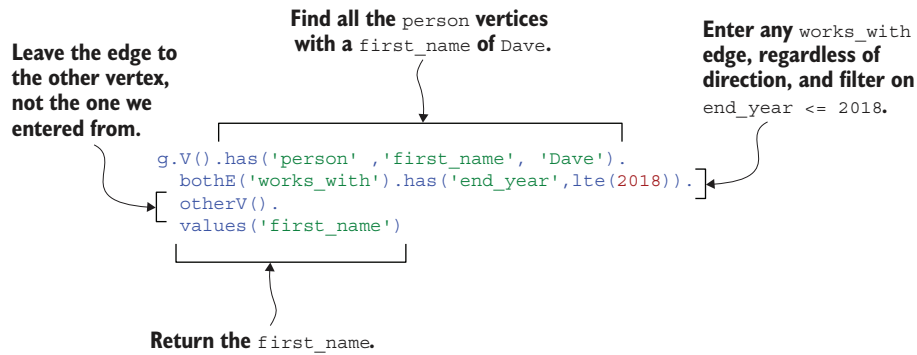 Find all the person vertices
with a first_name of Dave.
Enter any works_with
edge, regardless of
direction, and filter on
end_year <= 2018.
Leave the edge to
the other vertex,
not the one we
entered from.
g.V().has('person' ,'first_name', 'Dave').
bothE('works_with').has('end_year',lte(2018)).
otherV().
values('first_name')
Return the first_name.